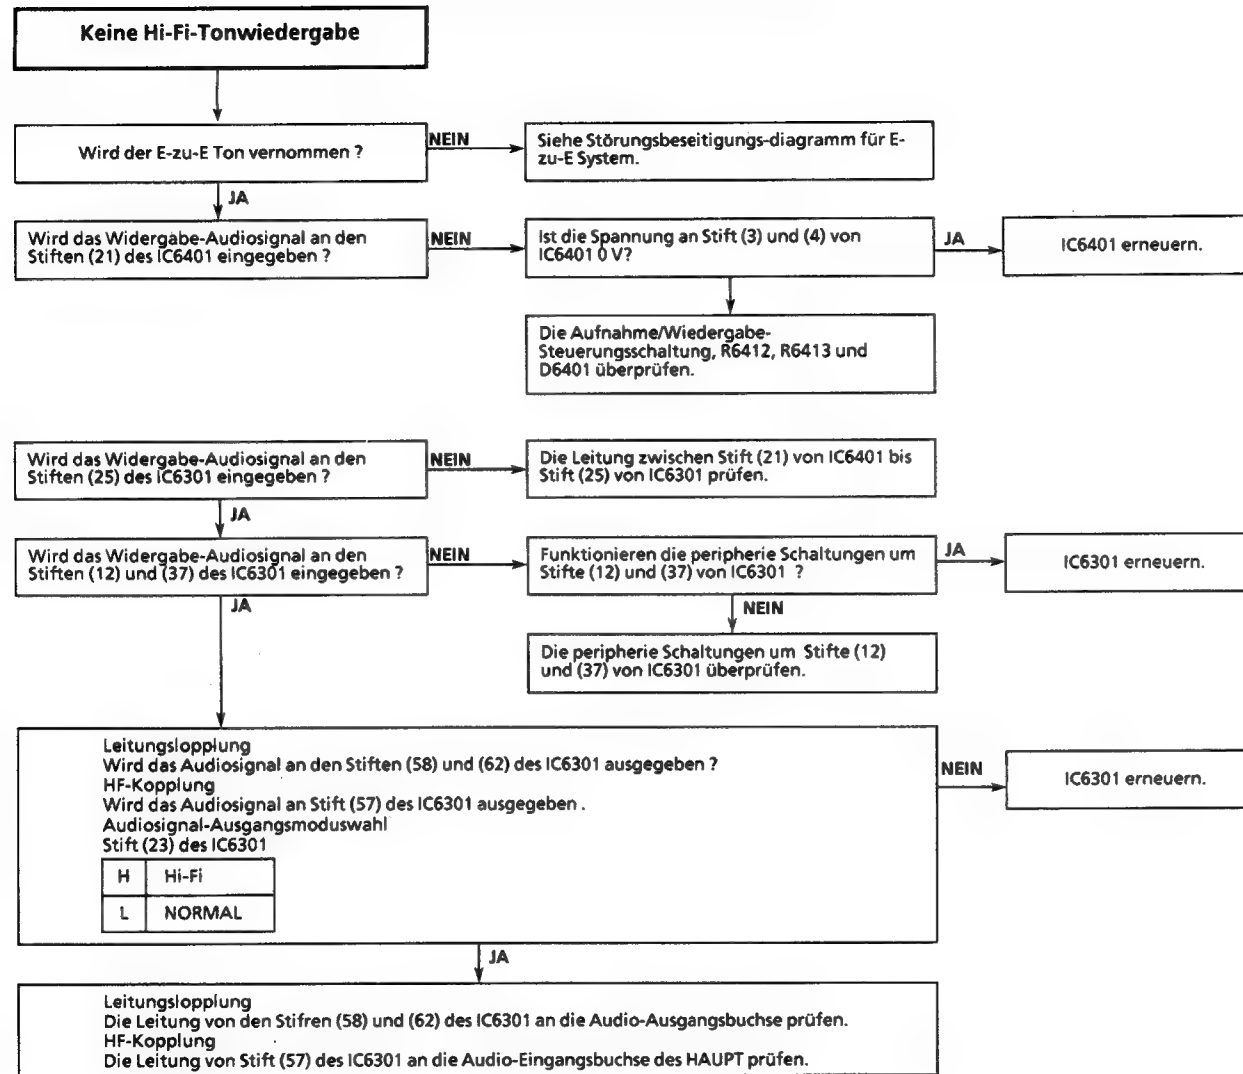 Keine Hi-Fi-Tonwiedergabe
Wird der E-zu-E Ton vernommen ?
NEIN
Siehe Störungsbeseitigungs-diagramm für E-
zu-E System.
JA
Wird das Widergabe-Audiosignal an den
Stiften (21) des IC6401 eingegeben ?
NEIN
Ist die Spannung an Stift (3) und (4) von
IC6401 0 V?
JA
IC6401 erneuern.
Die Aufnahme/Wiedergabe-
Steuerungsschaltung, R6412, R6413 und
D6401 überprüfen.
Wird das Widergabe-Audiosignal an den
Stiften (25) des IC6301 eingegeben ?
NEIN
Die Leitung zwischen Stift (21) von IC6401 bis
Stift (25) von IC6301 prüfen.
JA
Wird das Widergabe-Audiosignal an den
Stiften (12) und (37) des IC6301 eingegeben ?
NEIN
Funktionieren die peripherie Schaltungen um
Stifte (12) und (37) von IC6301 ?
JA
IC6301 erneuern.
JA
NEIN
Die peripherie Schaltungen um Stifte (12)
und (37) von IC6301 überprüfen.
Leitungslopplung
Wird das Audiosignal an den Stiften (58) und (62) des IC6301 ausgegeben ?
HF-Kopplung
Wird das Audiosignal an Stift (57) des IC6301 ausgegeben .
Audiosignal-Ausgangsmoduswahl
Stift (23) des IC6301
H Hi-Fi
L NORMAL
NEIN
IC6301 erneuern.
JA
Leitungslopplung
Die Leitung von den Stifren (58) und (62) des IC6301 an die Audio-Ausgangsbuchse prüfen.
HF-Kopplung
Die Leitung von Stift (57) des IC6301 an die Audio-Eingangsbuchse des HAUPT prüfen.